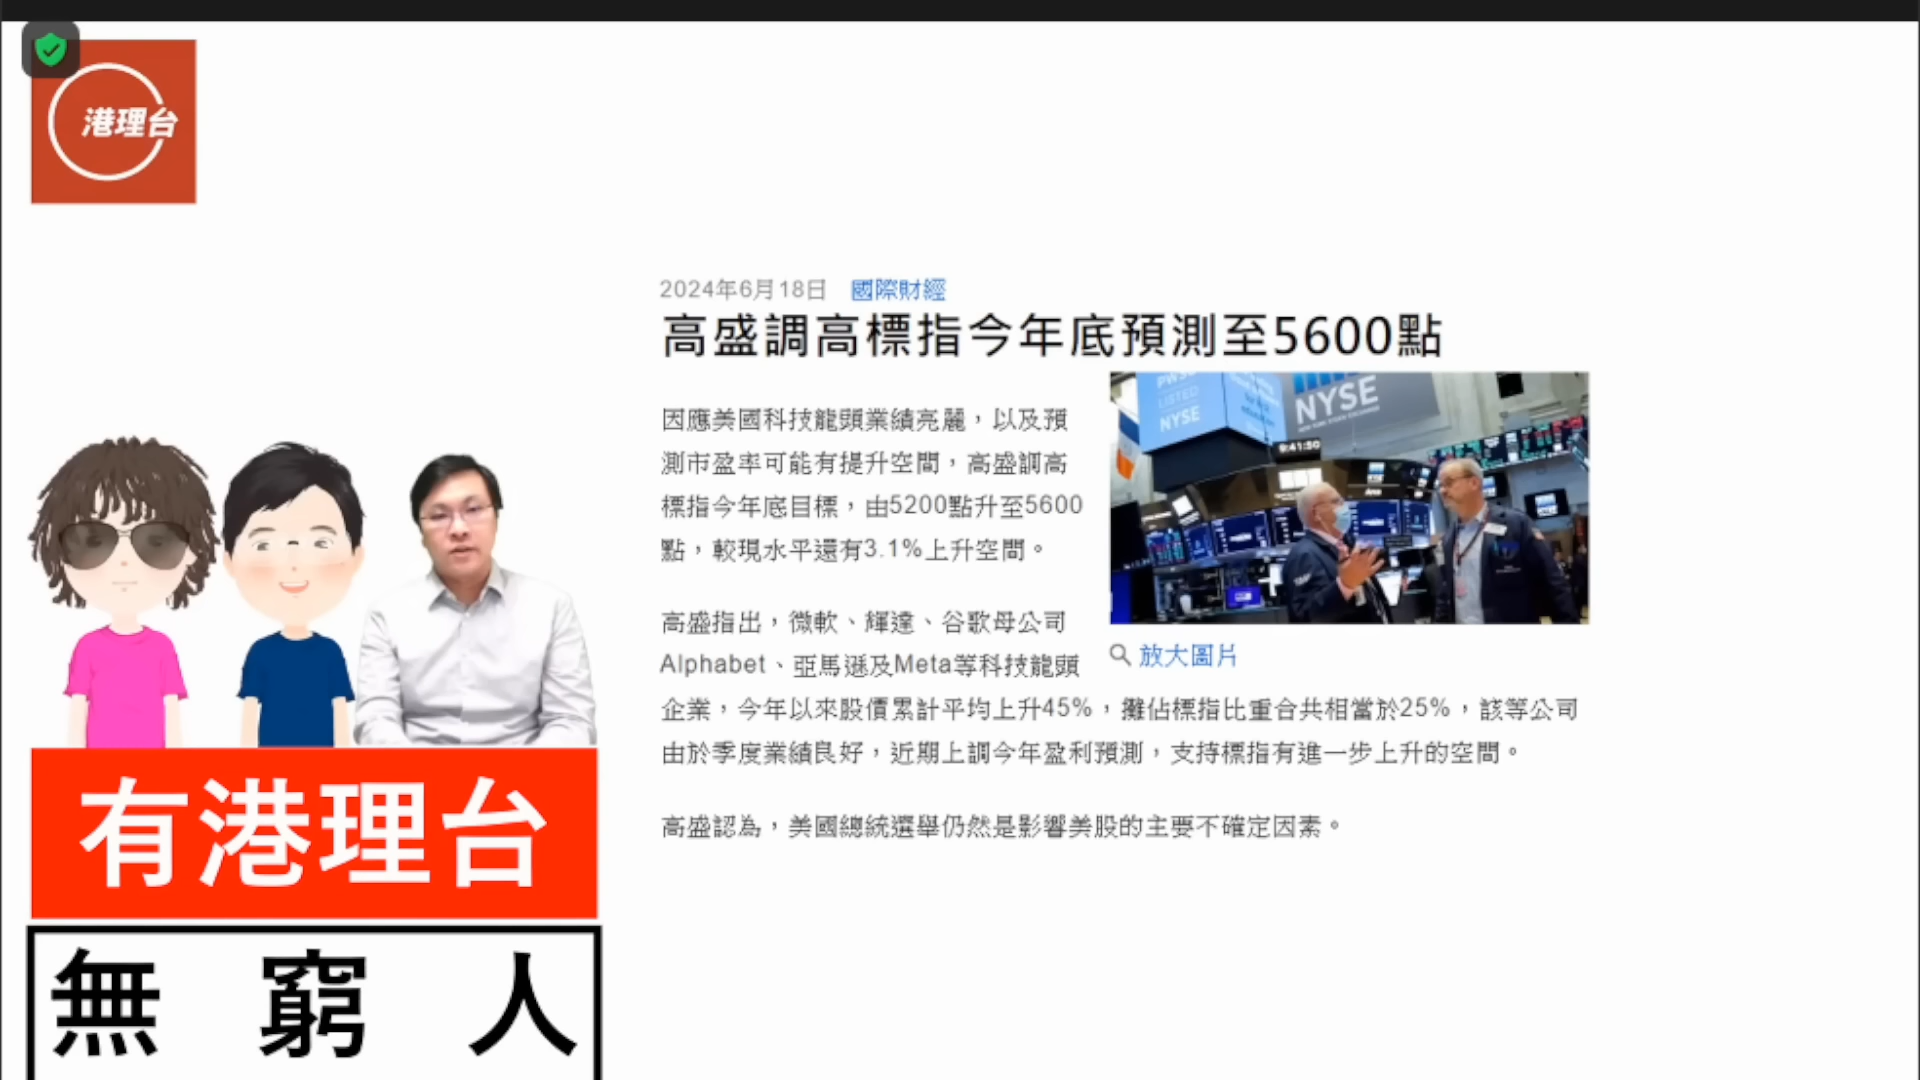 港理台
2024年6月18日 國際財經
高盛調高標指今年底預測至5600點
因應美國科技龍頭業績亮麗，以及預
測市盈率可能有提升空間，高盛調高
標指今年底目標，由5200點升至5600
點，較現水平還有3.1%上升空間。
高盛指出，微軟、輝達、谷歌母公司
Alphabet、亞馬遜及Meta等科技龍頭
企業，今年以來股價累計平均上升45%，攤佔標指比重合共相當於25%，該等公司
由於季度業績良好，近期上調今年盈利預測，支持標指有進一步上升的空間。
高盛認為，美國總統選舉仍然是影響美股的主要不確定因素。
LISTED
NYSE
NYSE
9:41:50
放大圖片
有港理台
無窮人